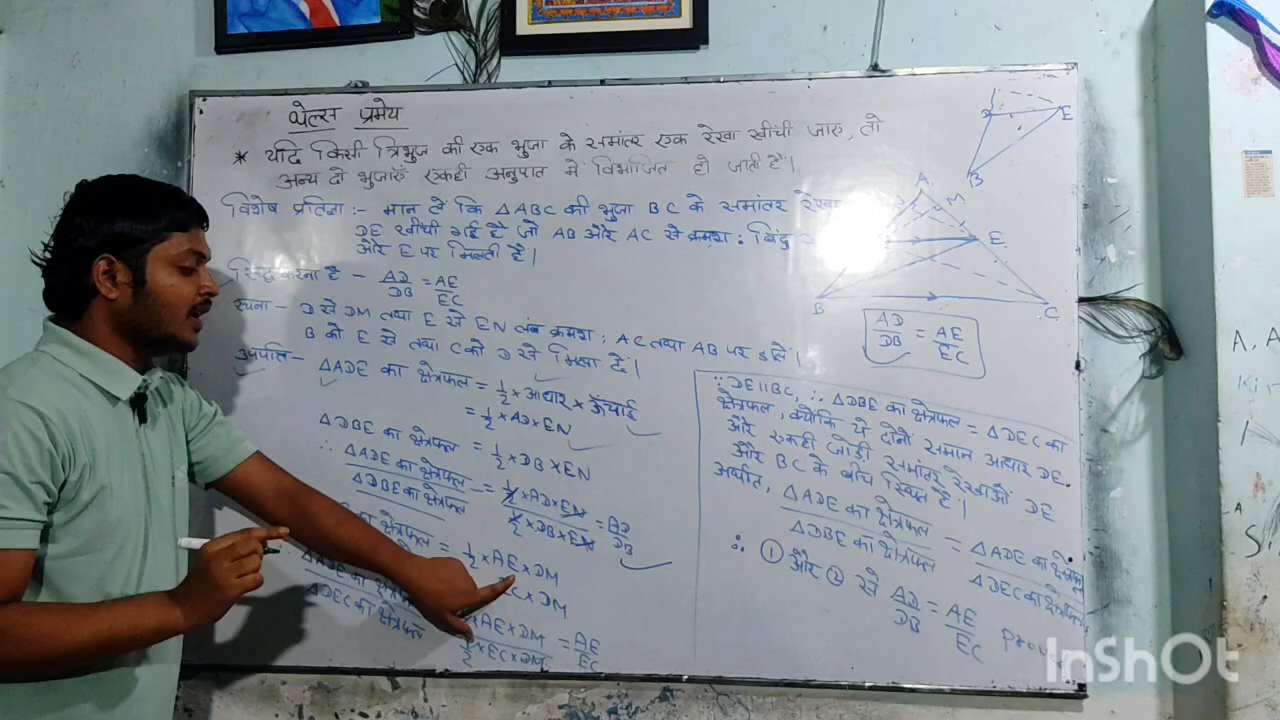 थेल्स प्रमेय
* यदि किसी त्रिभुज की एक भुजा के समांतर एक रेखा खींची जाए, तो
अन्य दो भुजाएँ एकही अनुपात में विभाजित हो जाती हैं।
विशेष प्रतिज्ञा :- मान लें कि △ABC की भुजा BC के समांतर रेखा
DE खींची गई है जो AB और AC से क्रमश: बिंदु
और E पर मिलती है।
सिद्ध करना है - AD/DB = AE/EC
रचना - D से DM तथा E से EN लंब क्रमश: AC तथा AB पर डालें।
B को E से तथा C को D से मिला दें।
उपपति - △ADE का क्षेत्रफल = 1/2 × आधार × ऊँचाई
= 1/2 × AD × EN
△DBE का क्षेत्रफल = 1/2 × DB × EN
∴ △ADE का क्षेत्रफल / △DBE का क्षेत्रफल = 1/2 × AD × EN / 1/2 × DB × EN = AD/DB
का क्षेत्रफल = 1/2 × AE × DM
C × DM
△ADE का क्षेत्रफल / △DEC का क्षेत्रफल = × AE × DM / 1/2 × EC × DM = AE/EC
D E
B
A
M
E
B C
AD/DB = AE/EC
∵ DE||BC, ∴ △DBE का क्षेत्रफल = △DEC का
क्षेत्रफल, क्योंकि ये दोनों समान आधार DE
और एकही जोड़ी समांतर रेखाओं DE
और BC के बीच स्थित है।
अर्थात, △ADE का क्षेत्रफल / △DBE का क्षेत्रफल = △ADE का क्षेत्रफल / △DEC का क्षेत्रफल
∴ ① और ② से AD/DB = AE/EC
A. A
InShOt